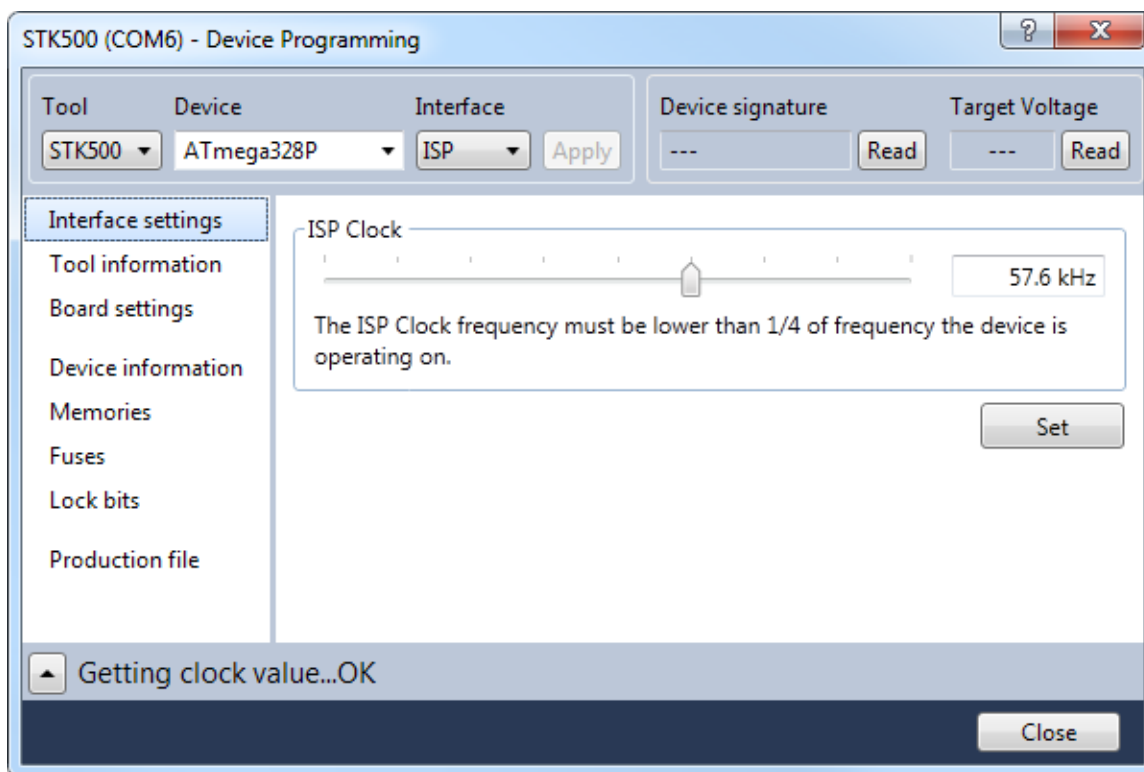 STK500 (COM6) - Device Programming
Tool Device Interface Device signature Target Voltage
STK500 ATmega328P ISP Apply --- Read --- Read
Interface settings
Tool information
Board settings
Device information
Memories
Fuses
Lock bits
Production file
ISP Clock
57.6 kHz
The ISP Clock frequency must be lower than 1/4 of frequency the device is
operating on.
Set
Getting clock value...OK
Close